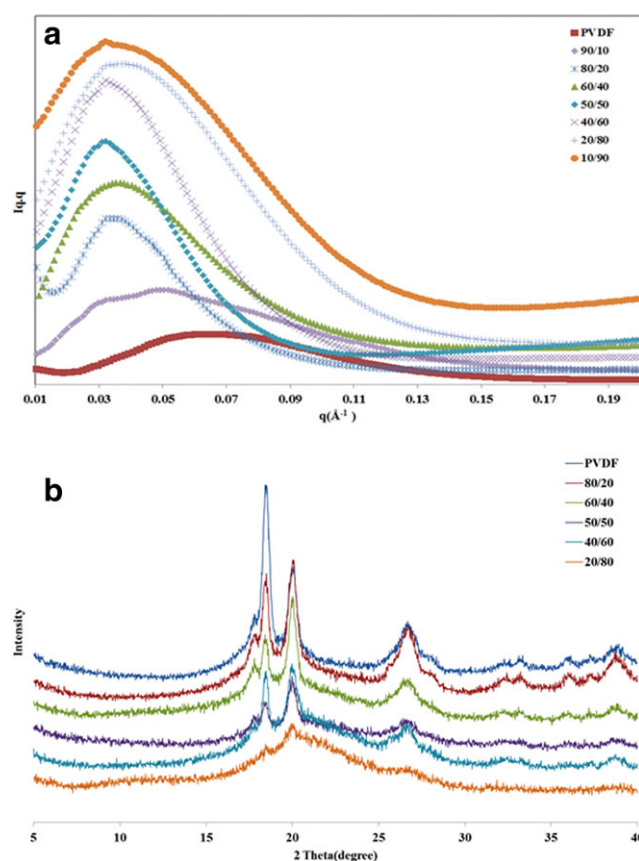 a
PVDF
90/10
80/20
60/40
50/50
40/60
20/80
10/90
Iq.q
0.01 0.03 0.05 0.07 0.09 0.11 0.13 0.15 0.17 0.19
q(Å-1)
b
PVDF
80/20
60/40
50/50
40/60
20/80
Intensity
5 10 15 20 25 30 35 40
2 Theta(degree)